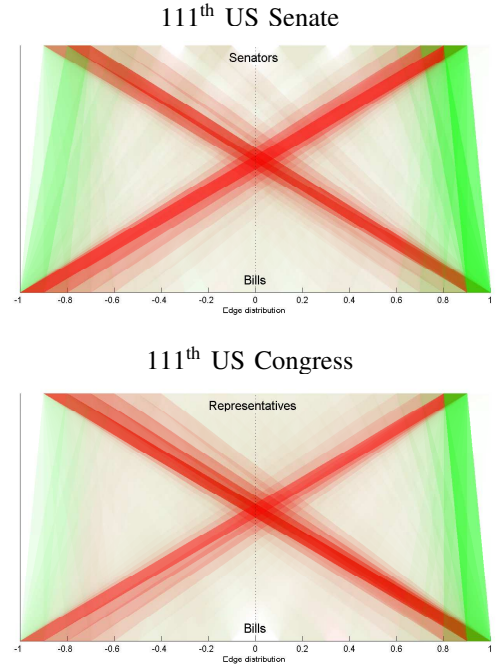 111th US Senate
Senators
Bills
-1 -0.8 -0.6 -0.4 -0.2 0 0.2 0.4 0.6 0.8 1
Edge distribution
111th US Congress
Representatives
Bills
-1 -0.8 -0.6 -0.4 -0.2 0 0.2 0.4 0.6 0.8 1
Edge distribution